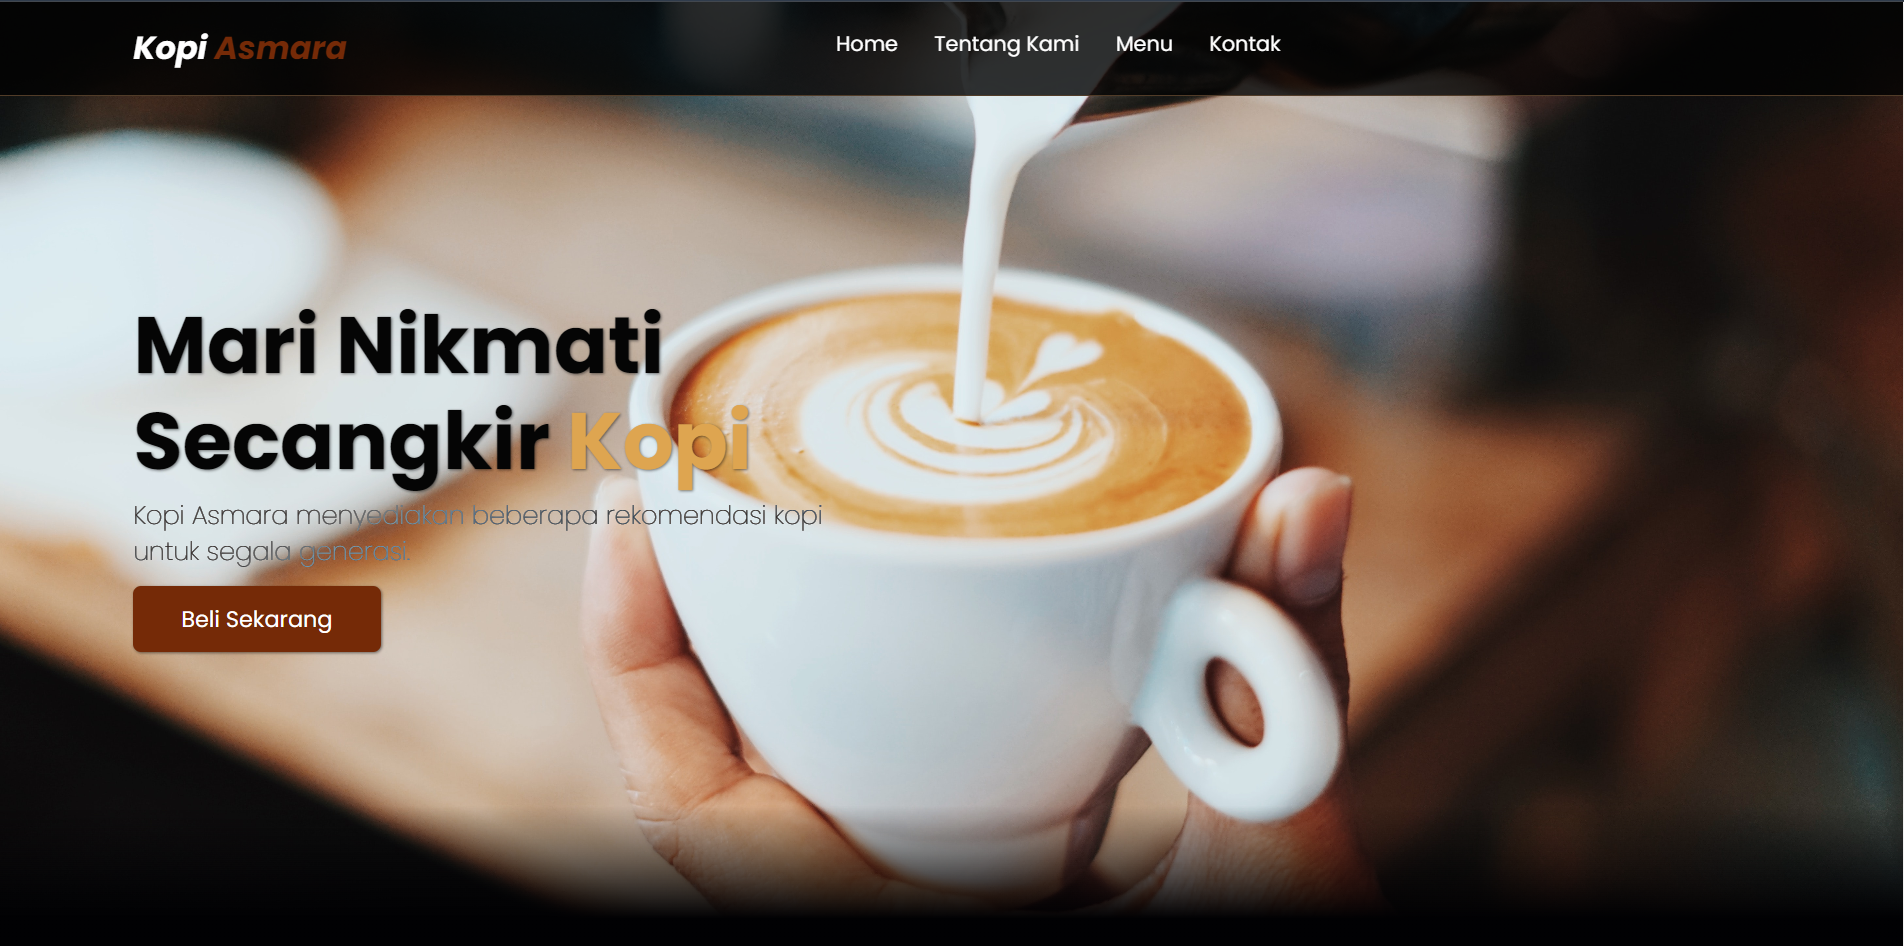 Kopi Asmara
Home
Tentang Kami
Menu
Kontak
Mari Nikmati
Secangkir Kopi
Kopi Asmara menyediakan beberapa rekomendasi kopi
untuk segala generasi.
Beli Sekarang